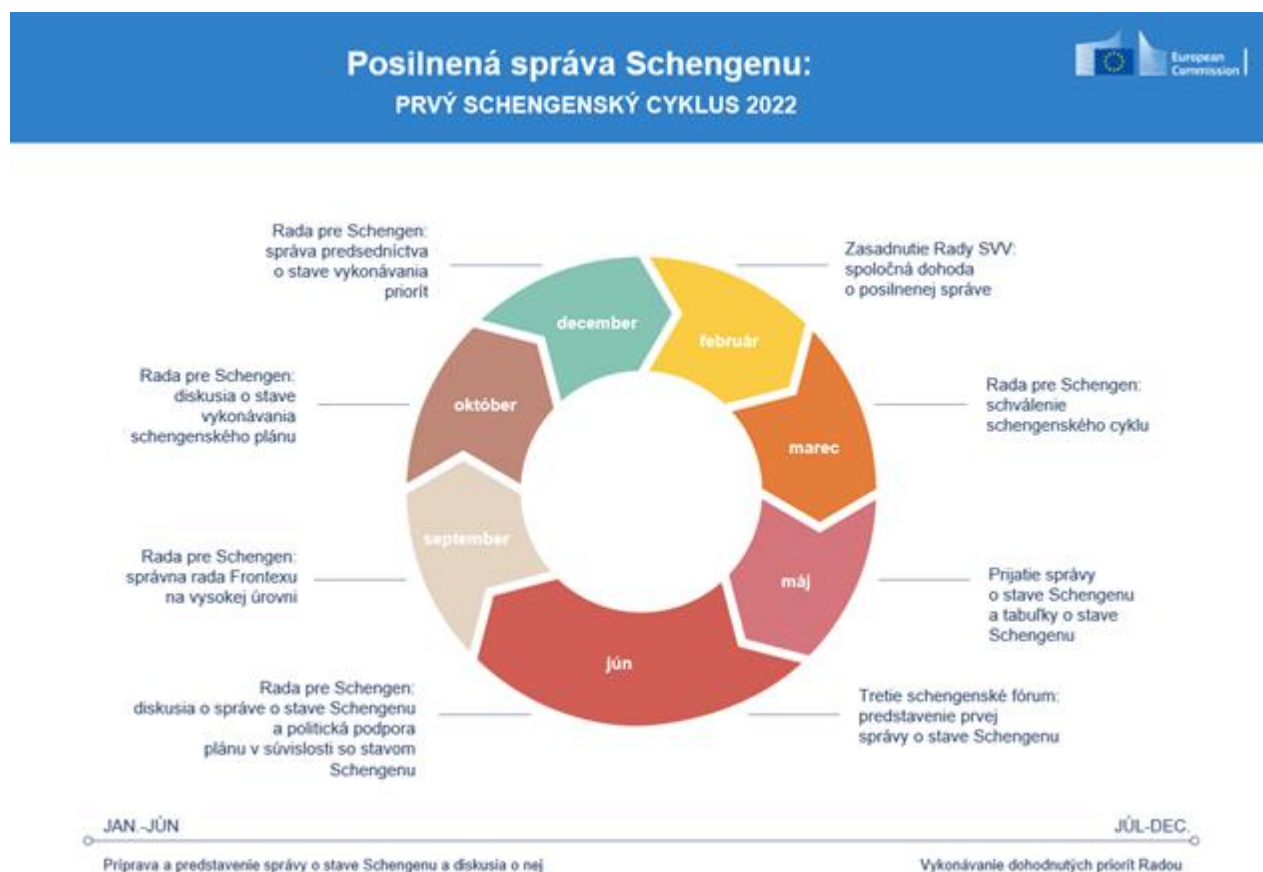 Posilnená správa Schengenu:
PRVÝ SCHENGENSKÝ CYKLUS 2022
European
Commission
Rada pre Schengen:
správa predsedníctva
o stave vykonávania
priorít
Zasadnutie Rady SVV:
spoločná dohoda
o posilnenej správe
december
február
Rada pre Schengen:
diskusia o stave
vykonávania
schengenského plánu
október
marec
Rada pre Schengen:
schválenie
schengenského cyklu
Rada pre Schengen:
správna rada Frontexu
na vysokej úrovni
september
máj
Prijatie správy
o stave Schengenu
a tabuľky o stave
Schengenu
jún
Rada pre Schengen:
diskusia o správe o stave Schengenu
a politická podpora
plánu v súvislosti so stavom
Schengenu
Tretie schengenské fórum:
predstavenie prvej
správy o stave Schengenu
JAN.-JÚN
JÚL-DEC.
Príprava a predstavenie správy o stave Schengenu a diskusia o nej
Vykonávanie dohodnutých priorít Radou